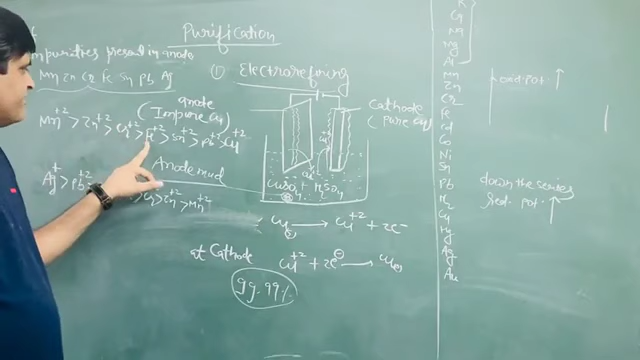 Purification
impurities present in anode
Mn Zn Cr Fe Sn Pb Ag
① Electrorefining
anode
(Impure Cu)
Cathode
(pure Cu)
Mn⁺² > Zn⁺² > Cr⁺² > Fe⁺² > Sn⁺² > Pb⁺² > Cu⁺²
Anode mud
Ag⁺ > Pb⁺²
> Cr > Zn⁺² > Mn⁺²
Cu⁺²
CuSO₄ + H₂SO₄
Cu(s) → Cu⁺² + 2e⁻
at Cathode
Cu⁺² + 2e⁻ → Cu(s)
99.99%
K
Ca
Na
Mg
Al
Mn
Zn
Cr
Fe
Cd
Co
Ni
Sn
Pb
H₂
Cu
Hg
Ag
Au
oxid. pot. ↑
down the series
Red. pot. ↑